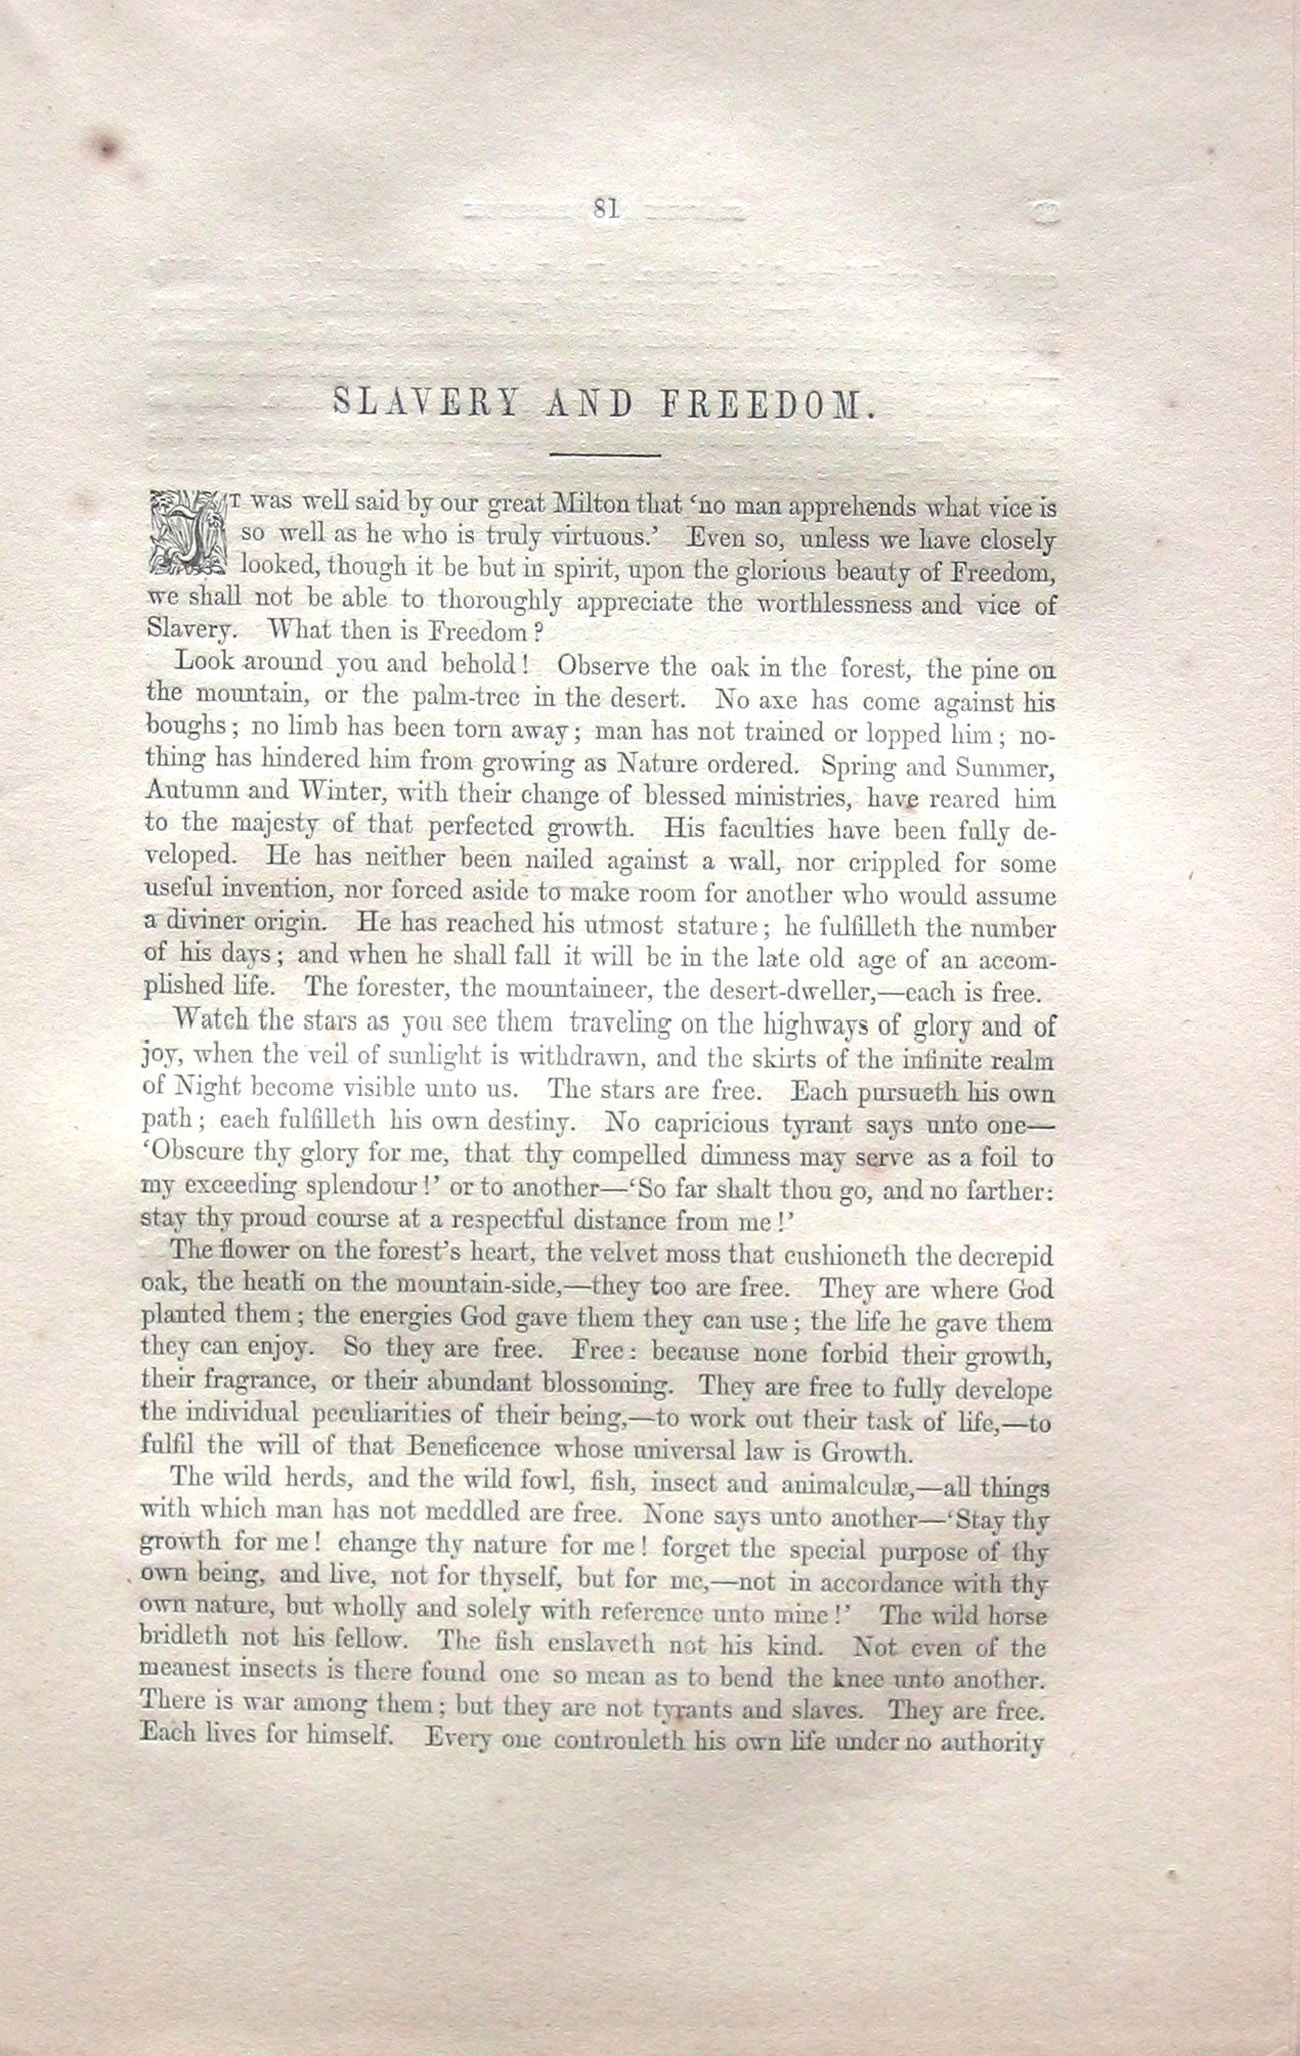 81
SLAVERY AND FREEDOM.
IT was well said by our great Milton that ‘no man apprehends what vice is
so well as he who is truly virtuous.’ Even so, unless we have closely
looked, though it be but in spirit, upon the glorious beauty of Freedom,
we shall not be able to thoroughly appreciate the worthlessness and vice of
Slavery. What then is Freedom?
Look around you and behold! Observe the oak in the forest, the pine on
the mountain, or the palm-tree in the desert. No axe has come against his
boughs; no limb has been torn away; man has not trained or lopped him; no-
thing has hindered him from growing as Nature ordered. Spring and Summer,
Autumn and Winter, with their change of blessed ministries, have reared him
to the majesty of that perfected growth. His faculties have been fully de-
veloped. He has neither been nailed against a wall, nor crippled for some
useful invention, nor forced aside to make room for another who would assume
a diviner origin. He has reached his utmost stature; he fulfilleth the number
of his days; and when he shall fall it will be in the late old age of an accom-
plished life. The forester, the mountaineer, the desert-dweller,—each is free.
Watch the stars as you see them traveling on the highways of glory and of
joy, when the veil of sunlight is withdrawn, and the skirts of the infinite realm
of Night become visible unto us. The stars are free. Each pursueth his own
path; each fulfilleth his own destiny. No capricious tyrant says unto one—
‘Obscure thy glory for me, that thy compelled dimness may serve as a foil to
my exceeding splendour!’ or to another—‘So far shalt thou go, and no farther:
stay thy proud course at a respectful distance from me!’
The flower on the forest’s heart, the velvet moss that cushioneth the decrepid
oak, the heath on the mountain-side,—they too are free. They are where God
planted them; the energies God gave them they can use; the life he gave them
they can enjoy. So they are free. Free: because none forbid their growth,
their fragrance, or their abundant blossoming. They are free to fully develope
the individual peculiarities of their being,—to work out their task of life,—to
fulfil the will of that Beneficence whose universal law is Growth.
The wild herds, and the wild fowl, fish, insect and animalculæ,—all things
with which man has not meddled are free. None says unto another—‘Stay thy
growth for me! change thy nature for me! forget the special purpose of thy
own being, and live, not for thyself, but for me,—not in accordance with thy
own nature, but wholly and solely with reference unto mine!’ The wild horse
bridleth not his fellow. The fish enslaveth not his kind. Not even of the
meanest insects is there found one so mean as to bend the knee unto another.
There is war among them; but they are not tyrants and slaves. They are free.
Each lives for himself. Every one controuleth his own life under no authority